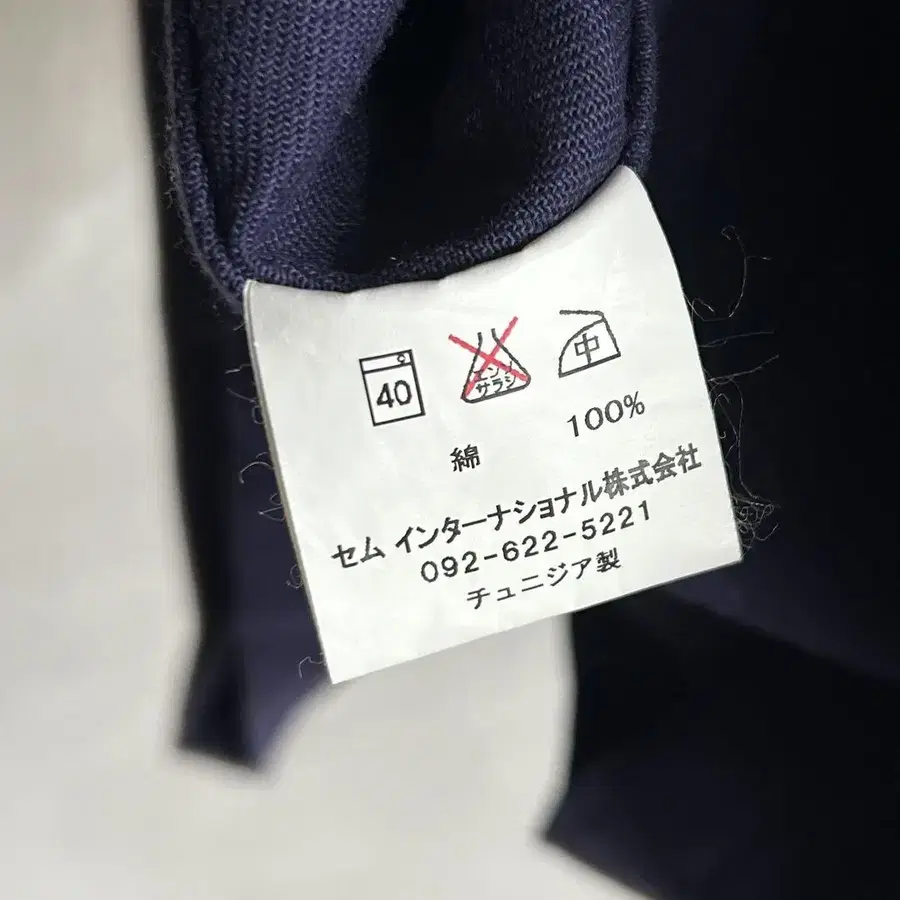 40 エンソ サラシ 中
綿 100%
セム インターナショナル株式会社
092-622-5221
チュニジア製